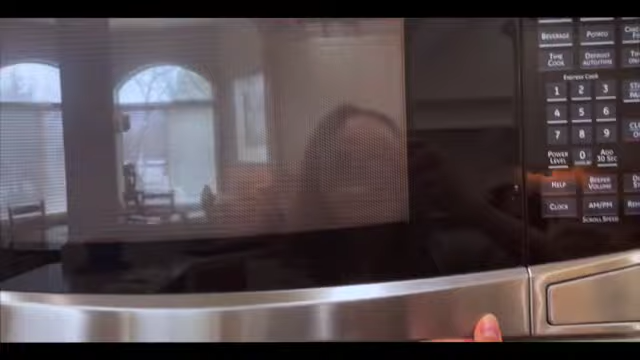 BEVERAGE POTATO
TIME COOK DEFROST AUTO/TIME
EXPRESS COOK
1 2 3
4 5 6
7 8 9
POWER LEVEL 0 ADD 30 SEC
HELP BEEPER VOLUME
CLOCK AM/PM
SCROLL SPEED